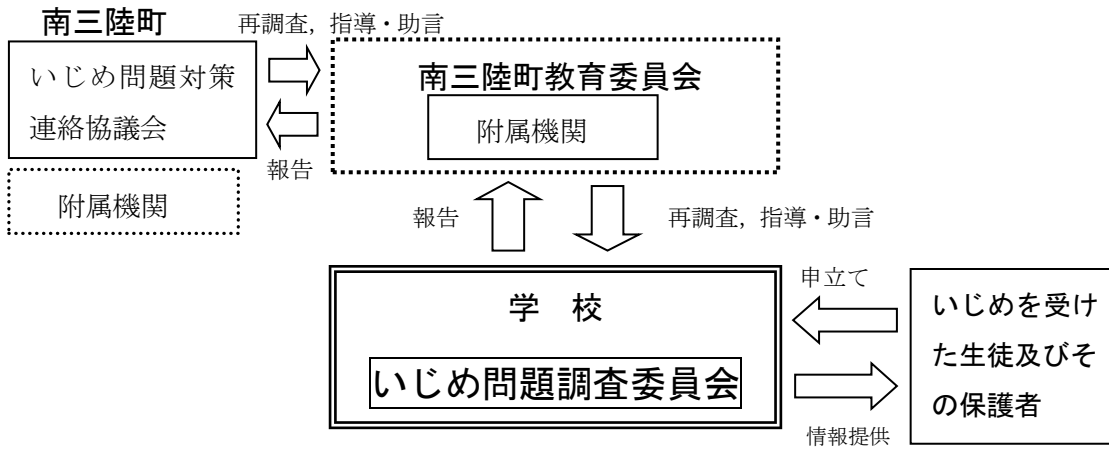 南三陸町
再調査，指導・助言
いじめ問題対策
連絡協議会
南三陸町教育委員会
附属機関
報告
附属機関
報告
再調査，指導・助言
学　校
いじめ問題調査委員会
申立て
情報提供
いじめを受け
た生徒及びそ
の保護者